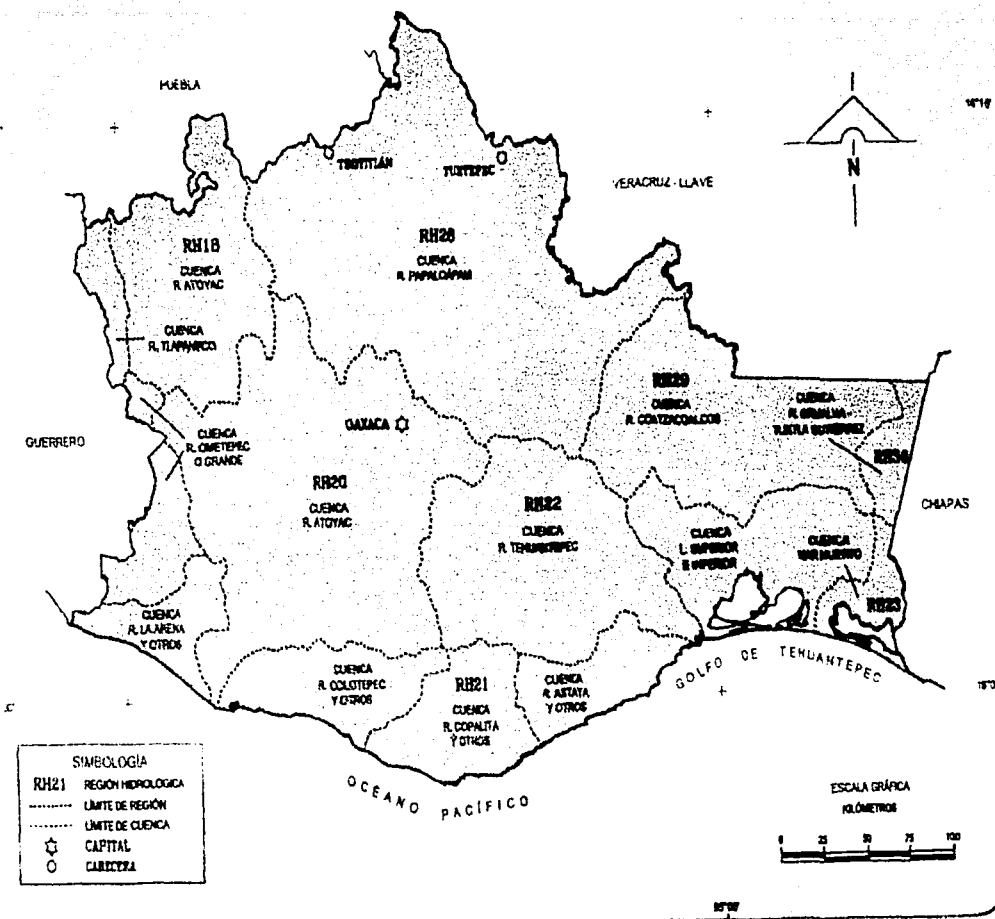 PUEBLA
TEOTITLÁN
TUXTEPEC
VERACRUZ-LLAVE
N
RH18
CUENCA
R. ATOYAC
RH28
CUENCA
R. PAPALOAPAM
CUENCA
R. TLAPANECO
RH29
CUENCA
R. COATZCOALCOS
CUENCA
R. GRIJALVA-
TUXTLA GUTIÉRREZ
RH30
GUERRERO
CUENCA
R. OMETEPEC
O GRANDE
OAXACA
RH20
CUENCA
R. ATOYAC
RH22
CUENCA
R. TEHUANTEPEC
CHIAPAS
CUENCA
L. SUPERIOR
E INFERIOR
CUENCA
MAR MUERTO
RH23
CUENCA
R. LA ARENA
Y OTROS
CUENCA
R. COLOTEPEC
Y OTROS
RH21
CUENCA
R. COPALITA
Y OTROS
CUENCA
R. ASTATA
Y OTROS
GOLFO DE TEHUANTEPEC
OCÉANO PACÍFICO
SIMBOLOGÍA
RH21 REGIÓN HIDROLÓGICA
LÍMITE DE REGIÓN
LÍMITE DE CUENCA
CAPITAL
CABECERA
ESCALA GRÁFICA
KILÓMETROS
0 25 50 75 100